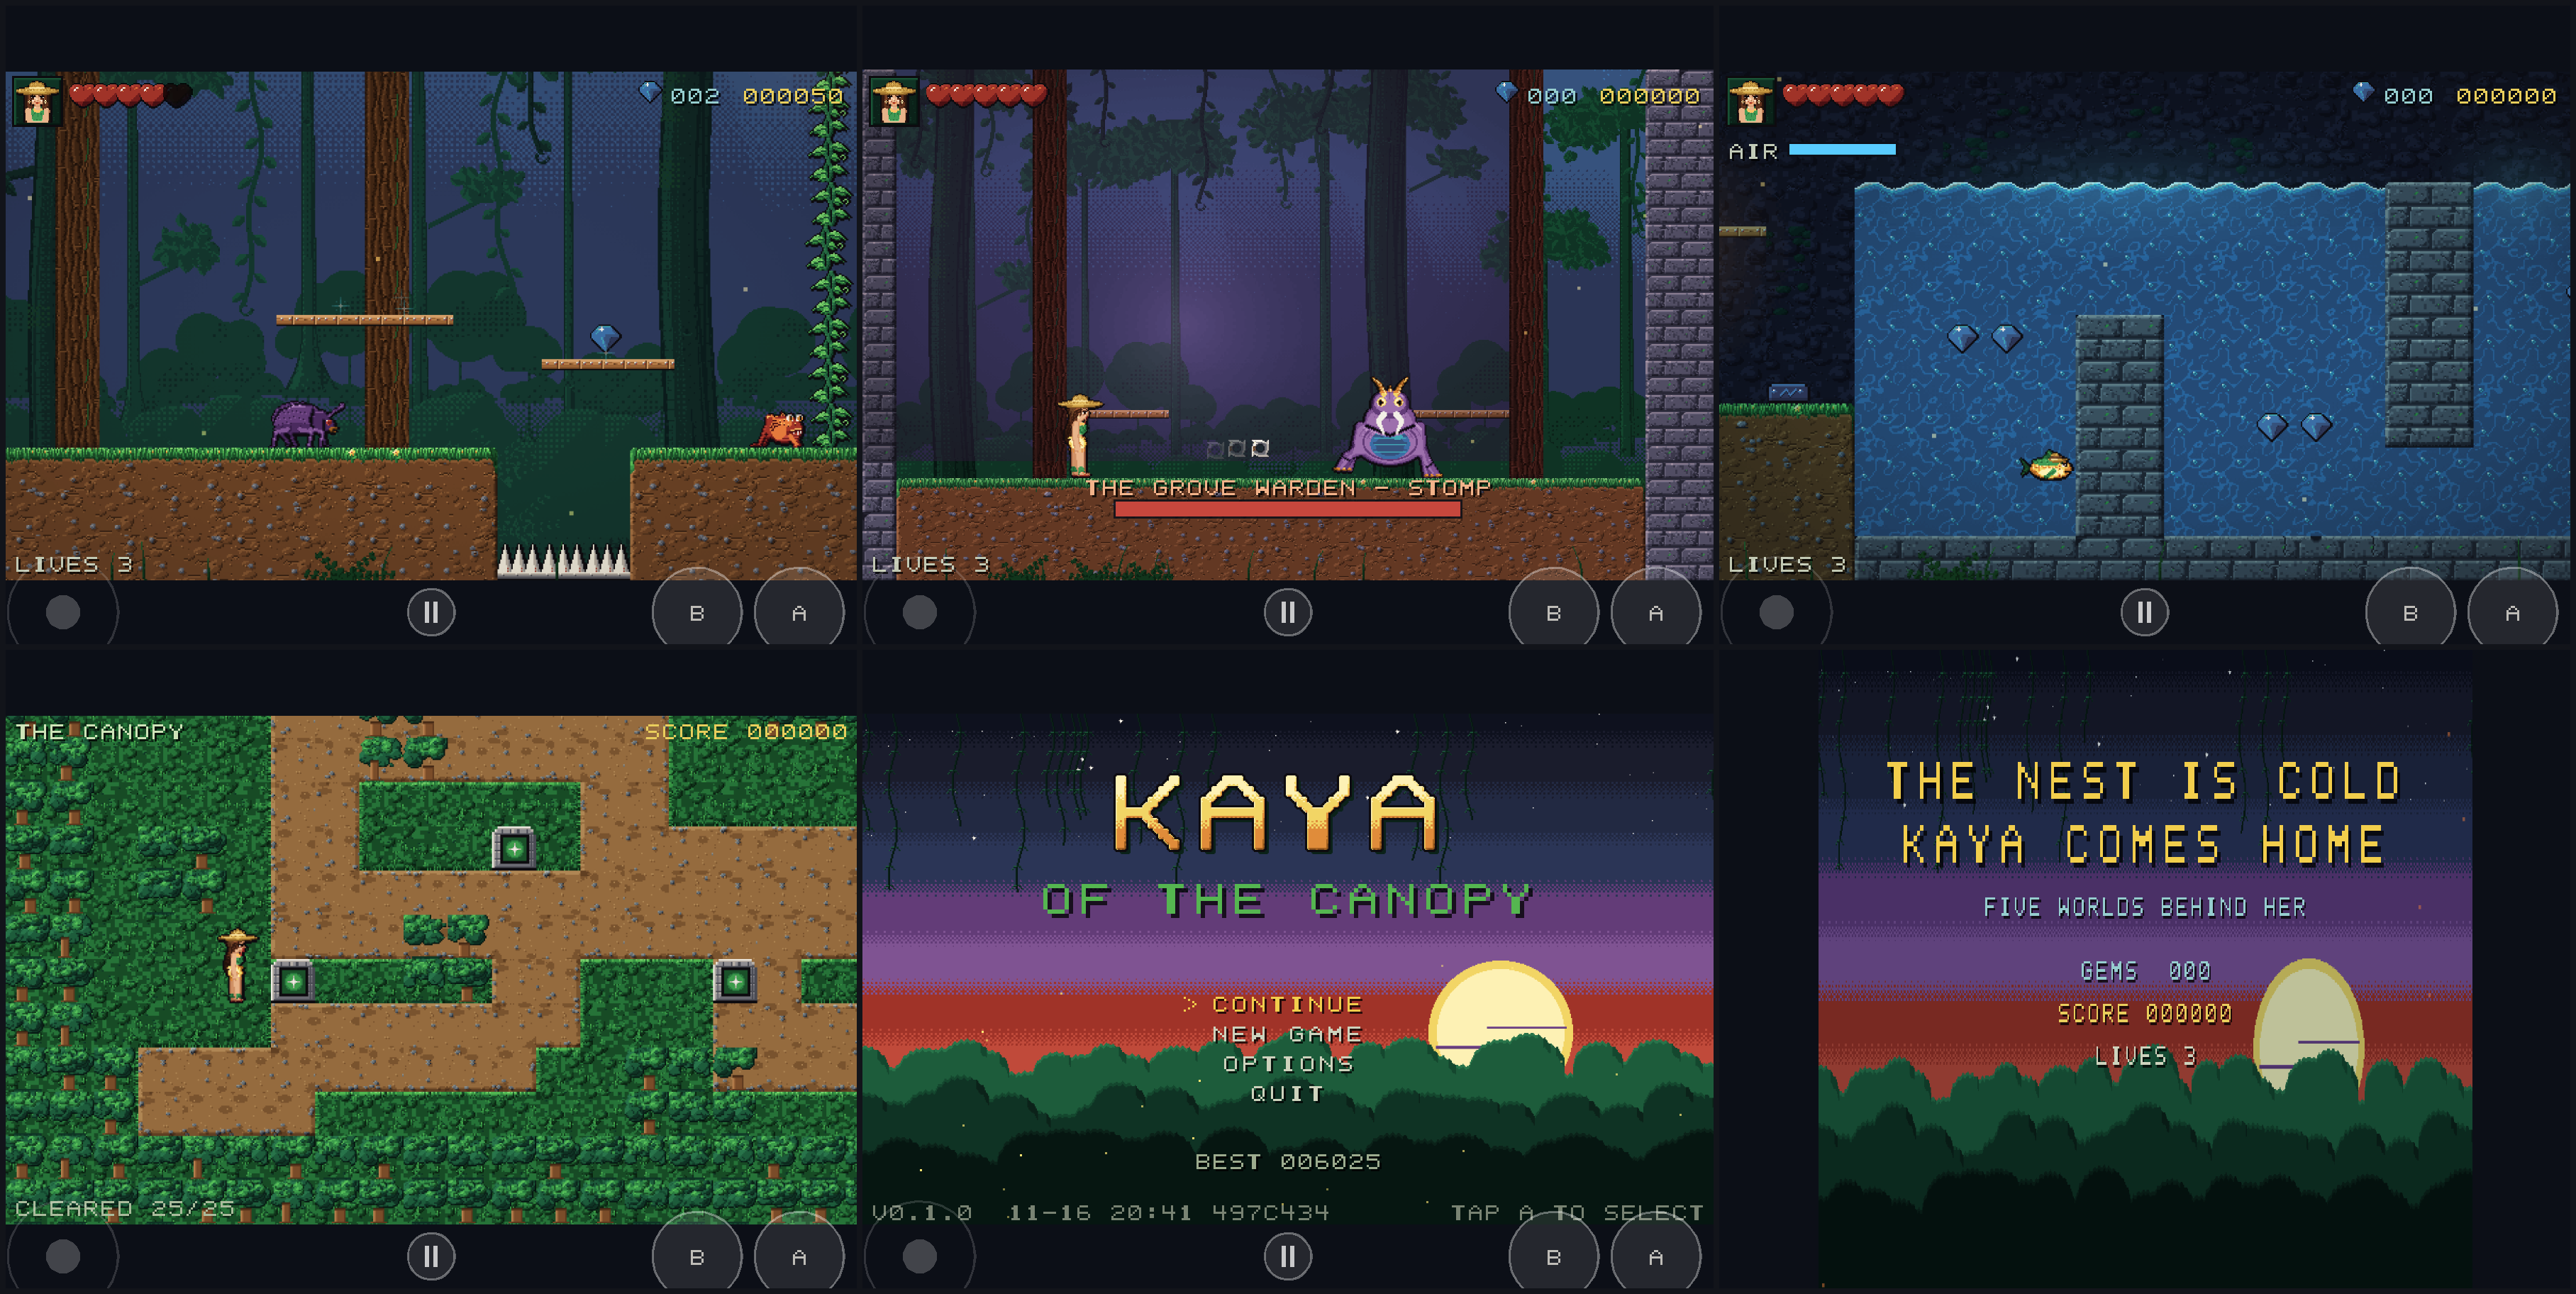 002 000050
LIVES 3
B A
000 000000
THE GROVE WARDEN - STOMP
LIVES 3
B A
000 000000
AIR
LIVES 3
B A
THE CANOPY SCORE 000000
CLEARED 25/25
B A
KAYA
OF THE CANOPY
> CONTINUE
NEW GAME
OPTIONS
QUIT
BEST 006025
V0.1.0 11-16 20:41 497C434 TAP A TO SELECT
B A
THE NEST IS COLD
KAYA COMES HOME
FIVE WORLDS BEHIND HER
GEMS 000
SCORE 000000
LIVES 3